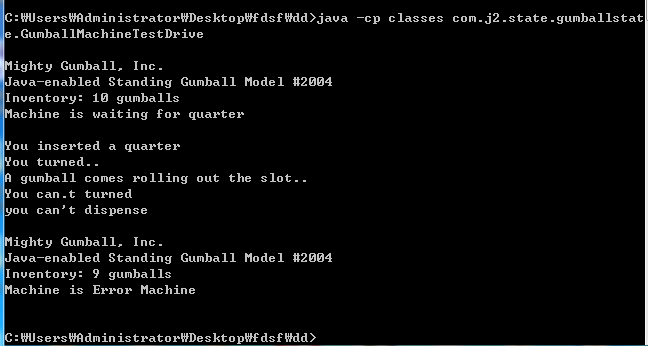 C:₩Users₩Administrator₩Desktop₩fdsf₩dd>java -cp classes com.j2.state.gumballstat
e.GumballMachineTestDrive
Mighty Gumball, Inc.
Java-enabled Standing Gumball Model #2004
Inventory: 10 gumballs
Machine is waiting for quarter
You inserted a quarter
You turned..
A gumball comes rolling out the slot..
You can.t turned
you can't dispense
Mighty Gumball, Inc.
Java-enabled Standing Gumball Model #2004
Inventory: 9 gumballs
Machine is Error Machine
C:₩Users₩Administrator₩Desktop₩fdsf₩dd>